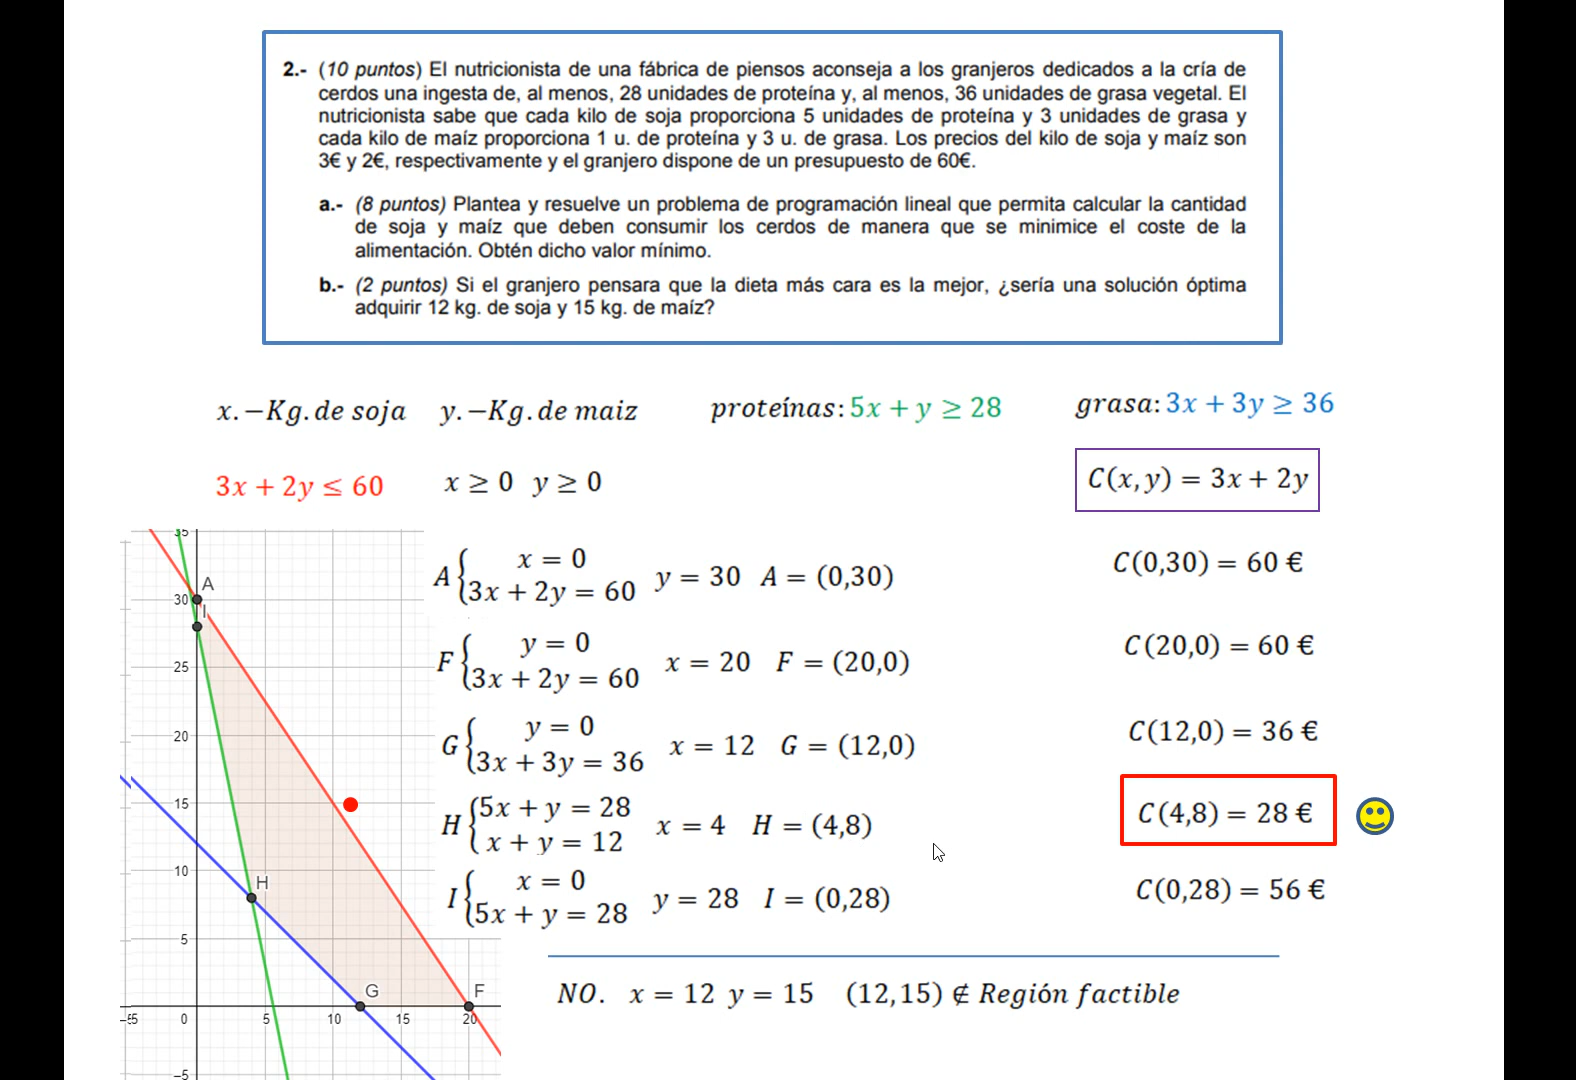 2.- (10 puntos) El nutricionista de una fábrica de piensos aconseja a los granjeros dedicados a la cría de
cerdos una ingesta de, al menos, 28 unidades de proteína y, al menos, 36 unidades de grasa vegetal. El
nutricionista sabe que cada kilo de soja proporciona 5 unidades de proteína y 3 unidades de grasa y
cada kilo de maíz proporciona 1 u. de proteína y 3 u. de grasa. Los precios del kilo de soja y maíz son
3€ y 2€, respectivamente y el granjero dispone de un presupuesto de 60€.
a.- (8 puntos) Plantea y resuelve un problema de programación lineal que permita calcular la cantidad
de soja y maíz que deben consumir los cerdos de manera que se minimice el coste de la
alimentación. Obtén dicho valor mínimo.
b.- (2 puntos) Si el granjero pensara que la dieta más cara es la mejor, ¿sería una solución óptima
adquirir 12 kg. de soja y 15 kg. de maíz?
x.−Kg.de soja y.−Kg.de maiz proteínas: 5x + y ≥ 28 grasa: 3x + 3y ≥ 36
3x + 2y ≤ 60 x ≥ 0 y ≥ 0 C(x,y) = 3x + 2y
A { x = 0
3x + 2y = 60 y = 30 A = (0,30) C(0,30) = 60 €
F { y = 0
3x + 2y = 60 x = 20 F = (20,0) C(20,0) = 60 €
G { y = 0
3x + 3y = 36 x = 12 G = (12,0) C(12,0) = 36 €
H { 5x + y = 28
x + y = 12 x = 4 H = (4,8) C(4,8) = 28 €
I { x = 0
5x + y = 28 y = 28 I = (0,28) C(0,28) = 56 €
NO. x = 12 y = 15 (12,15) ∉ Región factible
35
A
30
I
25
20
15
10
H
5
G
F
−5
0
5
10
15
20
−5